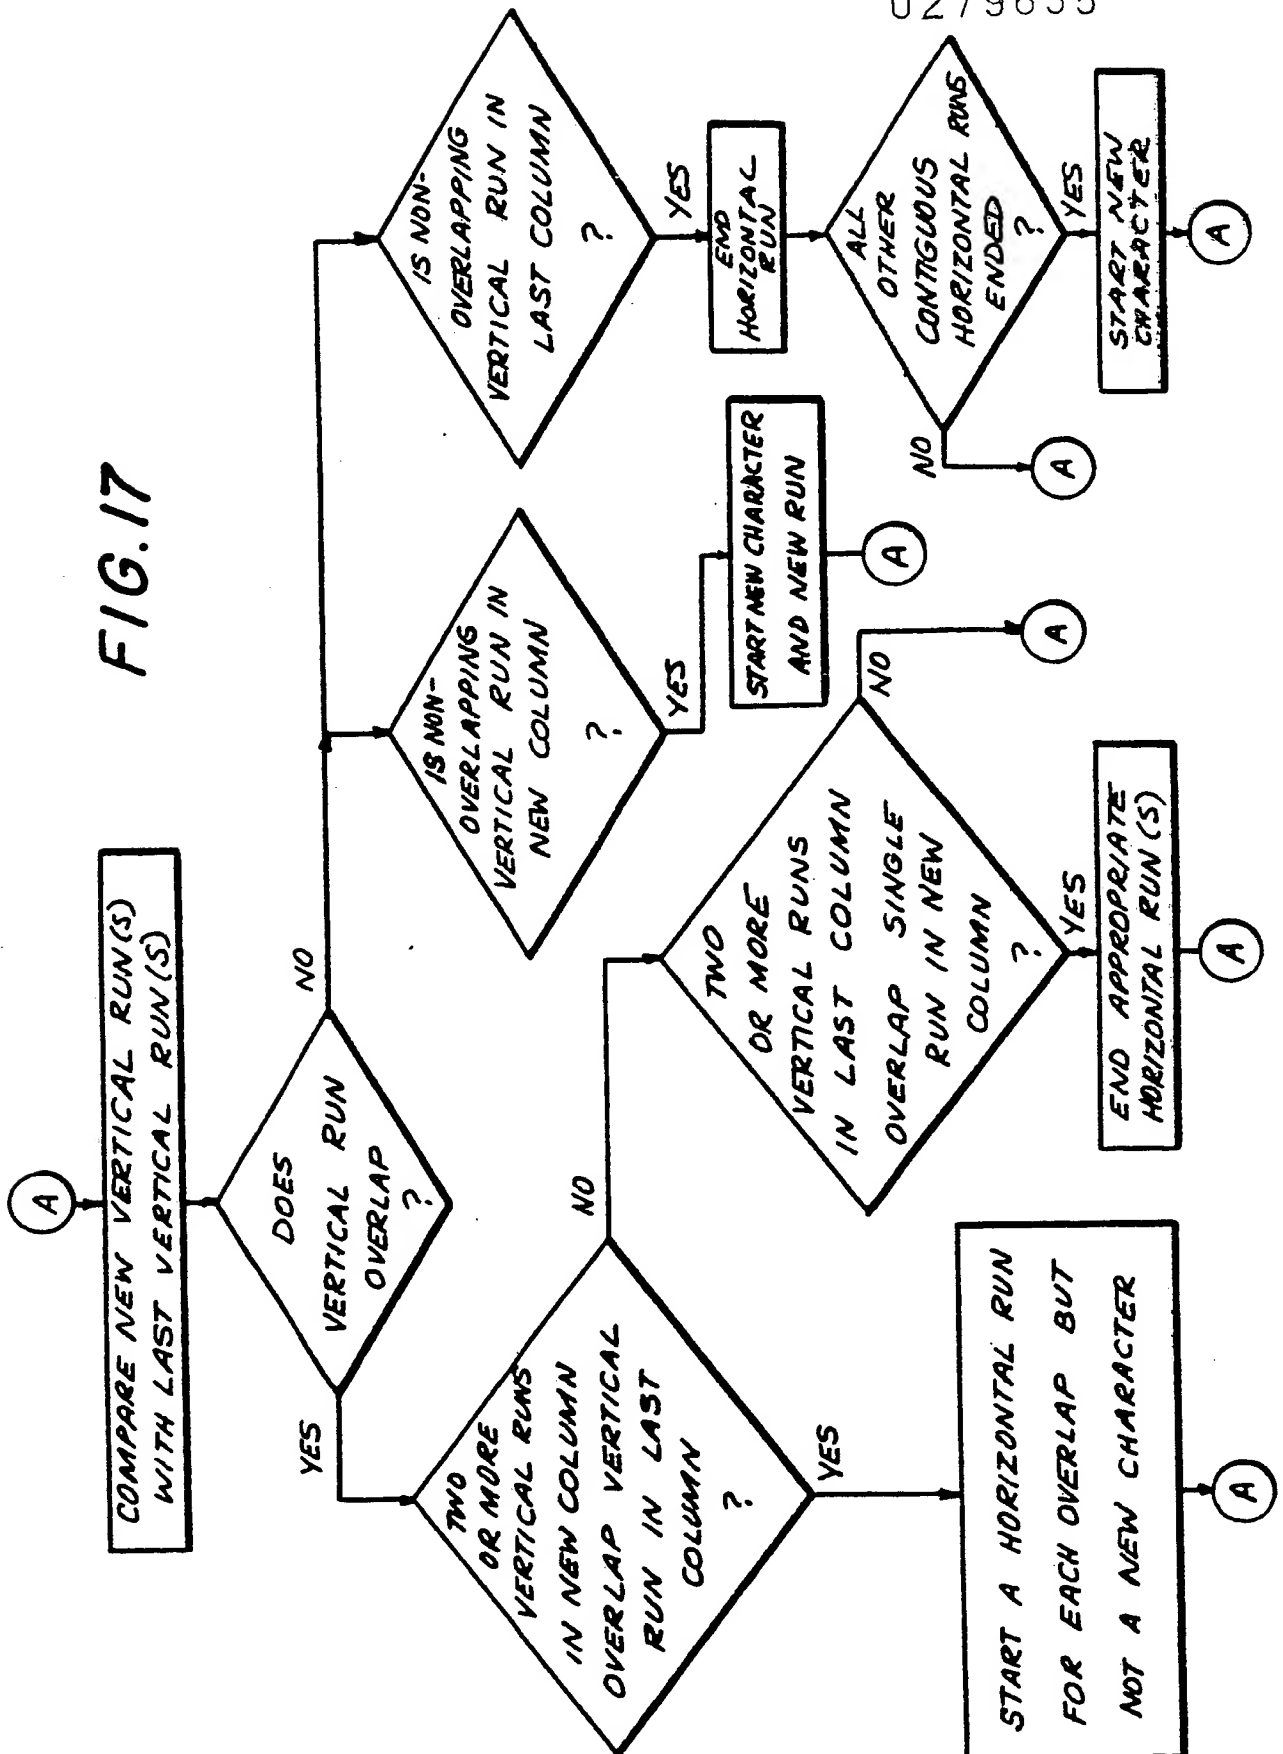 0279655
FIG.17
A
COMPARE NEW VERTICAL RUN(S)
WITH LAST VERTICAL RUN(S)
DOES
VERTICAL RUN
OVERLAP
?
YES
NO
TWO
OR MORE
VERTICAL RUNS
IN NEW COLUMN
OVERLAP VERTICAL
RUN IN LAST
COLUMN
?
NO
YES
START A HORIZONTAL RUN
FOR EACH OVERLAP BUT
NOT A NEW CHARACTER
A
TWO
OR MORE
VERTICAL RUNS
IN LAST COLUMN
OVERLAP SINGLE
RUN IN NEW
COLUMN
?
NO
A
YES
END APPROPRIATE
HORIZONTAL RUN(S)
A
IS NON-
OVERLAPPING
VERTICAL RUN IN
NEW COLUMN
?
YES
START NEW CHARACTER
AND NEW RUN
A
IS NON-
OVERLAPPING
VERTICAL RUN IN
LAST COLUMN
?
YES
END
HORIZONTAL
RUN
ALL
OTHER
CONTIGUOUS
HORIZONTAL RUNS
ENDED
?
NO
A
YES
START NEW
CHARACTER
A